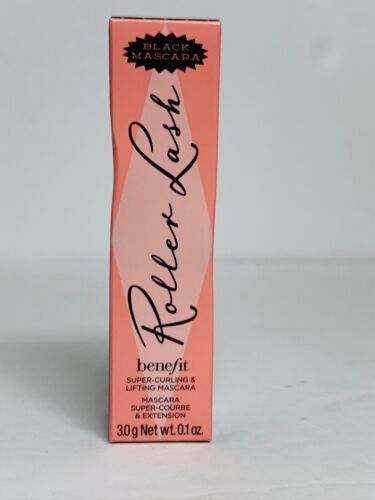 BLACK
MASCARA
Roller Lash
benefit
SUPER-CURLING &
LIFTING MASCARA
MASCARA
SUPER-COURBE
& EXTENSION
3.0 g Net wt. 0.1 oz.